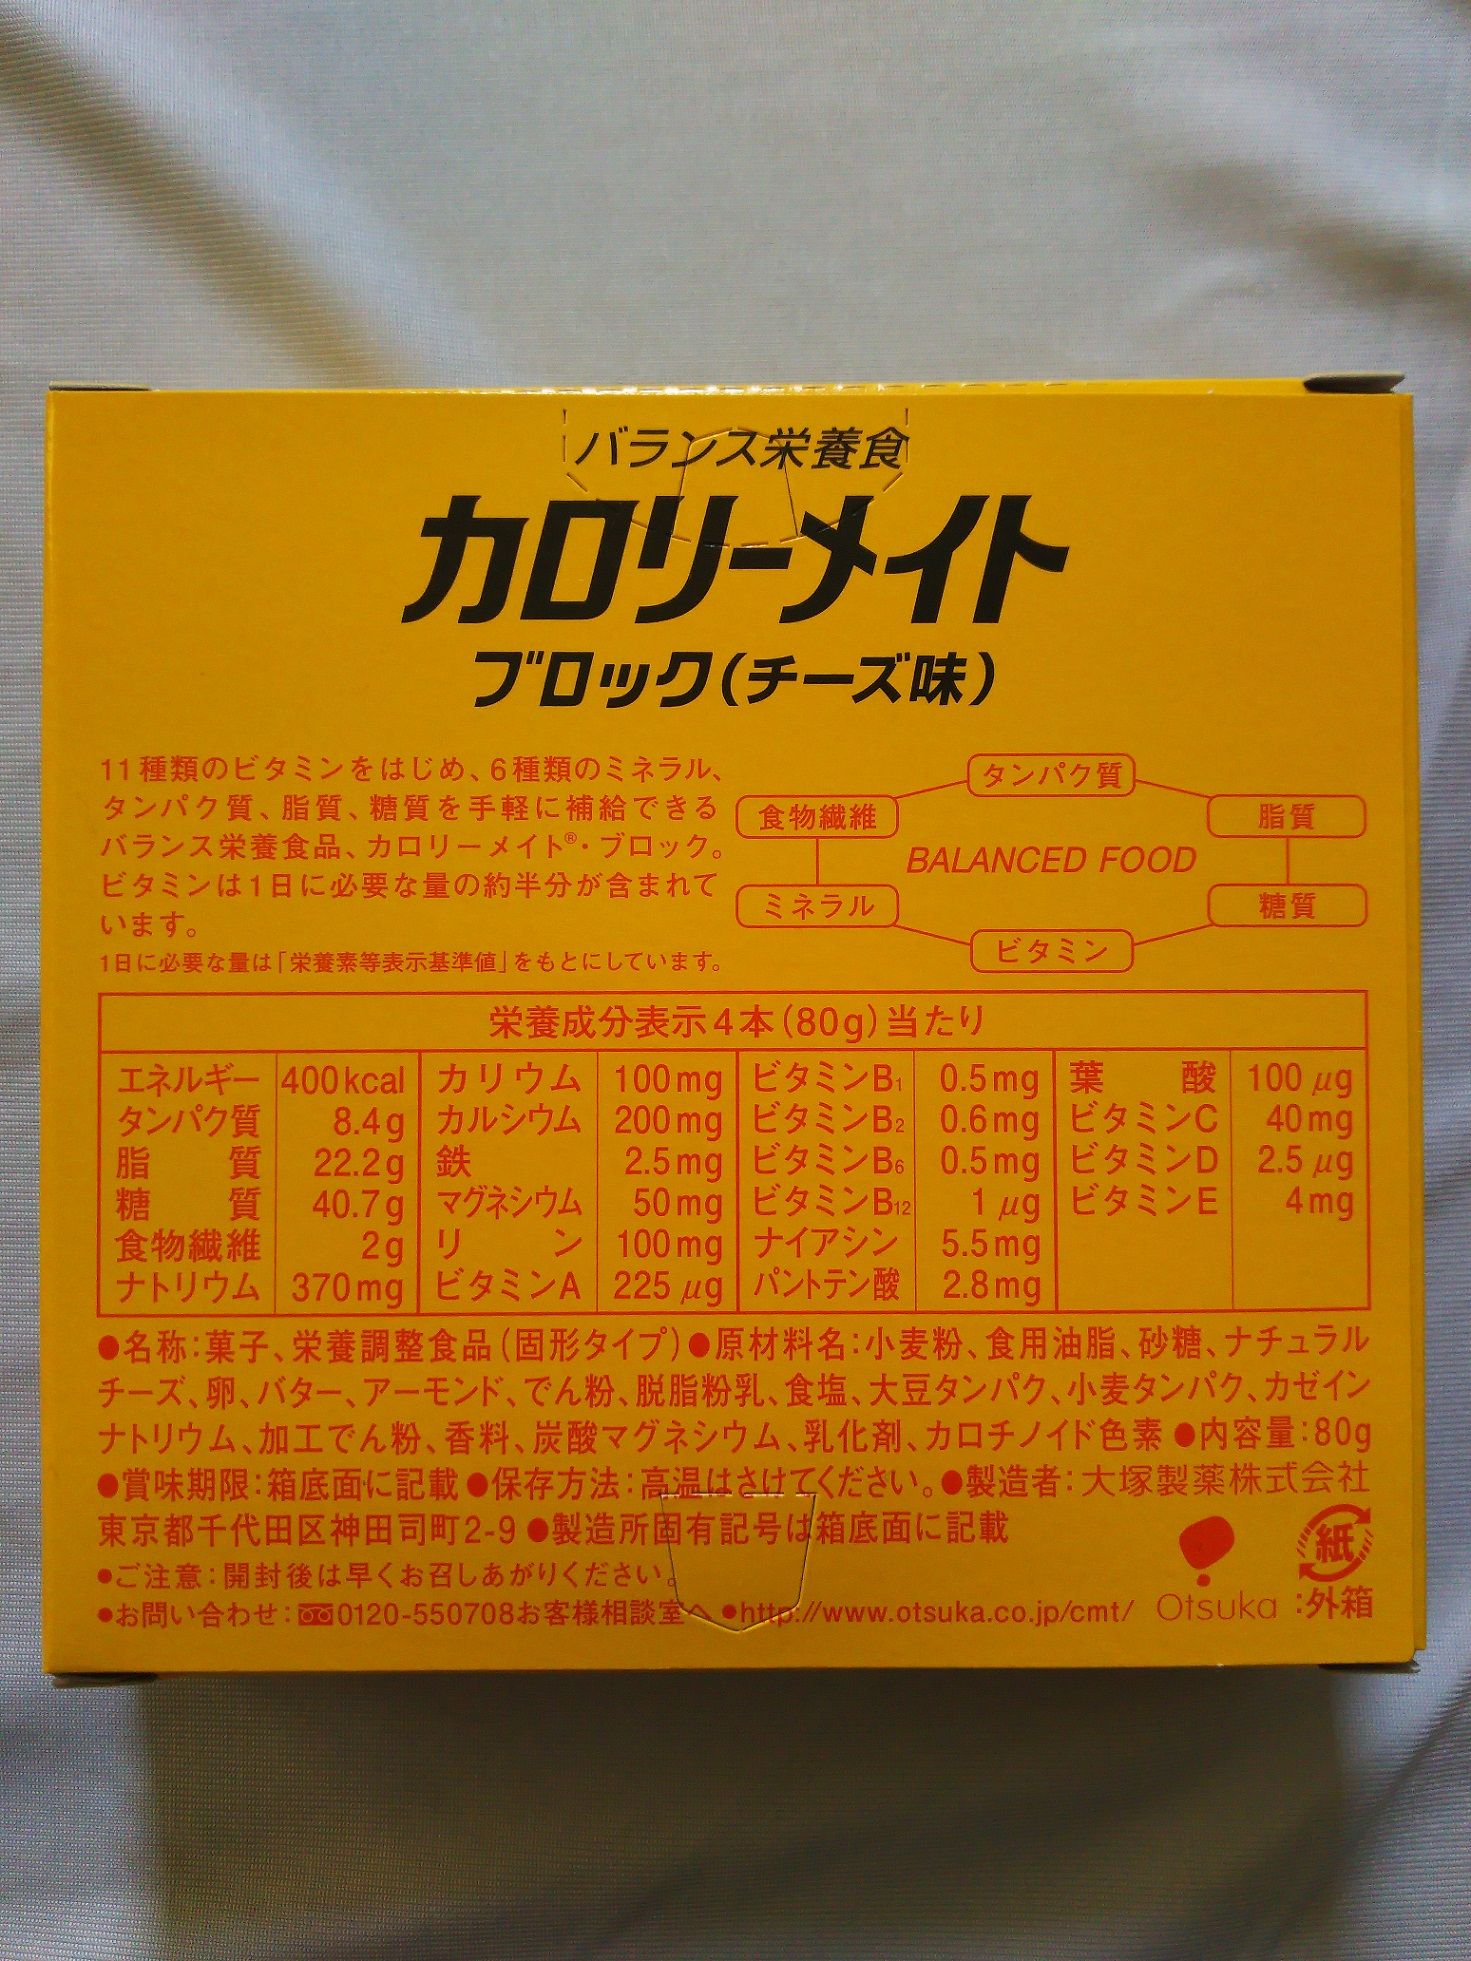 バランス栄養食
カロリーメイト
ブロック(チーズ味)
11種類のビタミンをはじめ、6種類のミネラル、
タンパク質、脂質、糖質を手軽に補給できる
バランス栄養食品、カロリーメイト®・ブロック。
ビタミンは1日に必要な量の約半分が含まれて
います。
1日に必要な量は「栄養素等表示基準値」をもとにしています。
タンパク質
食物繊維 脂質
BALANCED FOOD
ミネラル 糖質
ビタミン
栄養成分表示4本(80g)当たり
エネルギー 400kcal カリウム 100mg ビタミンB1 0.5mg 葉酸 100μg
タンパク質 8.4g カルシウム 200mg ビタミンB2 0.6mg ビタミンC 40mg
脂質 22.2g 鉄 2.5mg ビタミンB6 0.5mg ビタミンD 2.5μg
糖質 40.7g マグネシウム 50mg ビタミンB12 1μg ビタミンE 4mg
食物繊維 2g リン 100mg ナイアシン 5.5mg
ナトリウム 370mg ビタミンA 225μg パントテン酸 2.8mg
●名称:菓子、栄養調整食品(固形タイプ)●原材料名:小麦粉、食用油脂、砂糖、ナチュラル
チーズ、卵、バター、アーモンド、でん粉、脱脂粉乳、食塩、大豆タンパク、小麦タンパク、カゼイン
ナトリウム、加工でん粉、香料、炭酸マグネシウム、乳化剤、カロチノイド色素 ●内容量:80g
●賞味期限:箱底面に記載 ●保存方法:高温はさけてください。●製造者:大塚製薬株式会社
東京都千代田区神田司町2-9 ●製造所固有記号は箱底面に記載
●ご注意:開封後は早くお召しあがりください。
●お問い合わせ:0120-550708お客様相談室へ ●http://www.otsuka.co.jp/cmt/
Otsuka
紙
:外箱